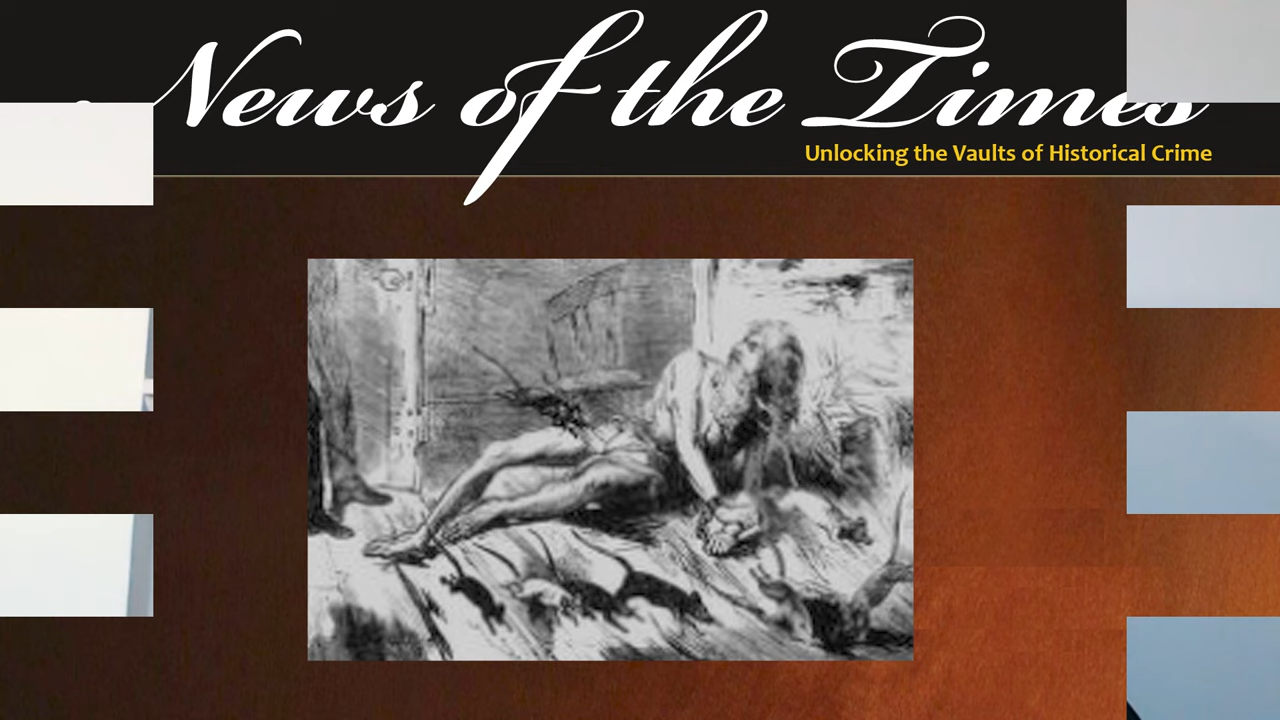 News of the Times
Unlocking the Vaults of Historical Crime